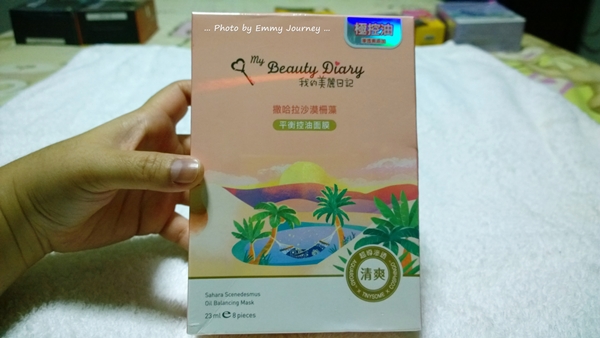 ... Photo by Emmy Journey ...
極控油
My
Beauty Diary
我的美麗日記
撒哈拉沙漠柵藻
平衡控油面膜
清爽
Sahara Scenedesmus
Oil Balancing Mask
23ml e 8 pieces